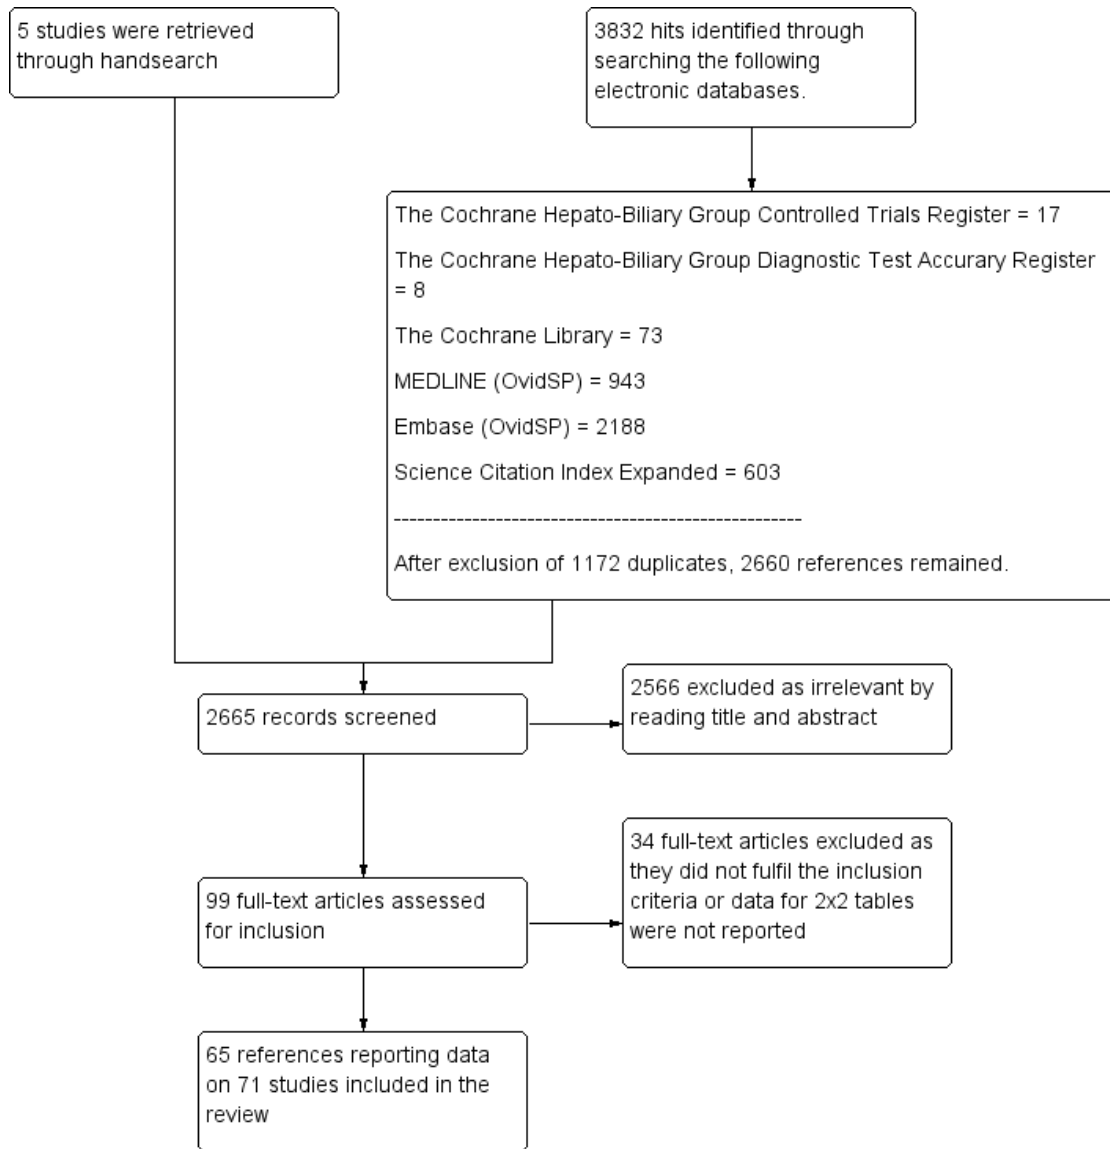 5 studies were retrieved
through handsearch
3832 hits identified through
searching the following
electronic databases.
The Cochrane Hepato-Biliary Group Controlled Trials Register = 17
The Cochrane Hepato-Biliary Group Diagnostic Test Accurary Register
= 8
The Cochrane Library = 73
MEDLINE (OvidSP) = 943
Embase (OvidSP) = 2188
Science Citation Index Expanded = 603
----------------------------------------------------
After exclusion of 1172 duplicates, 2660 references remained.
2665 records screened
2566 excluded as irrelevant by
reading title and abstract
99 full-text articles assessed
for inclusion
34 full-text articles excluded as
they did not fulfil the inclusion
criteria or data for 2x2 tables
were not reported
65 references reporting data
on 71 studies included in the
review